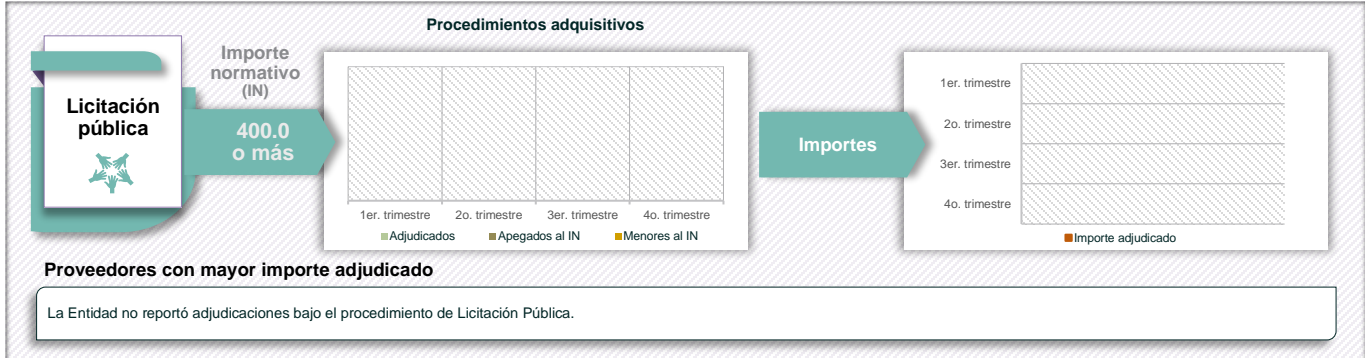 Procedimientos adquisitivos
Licitación
pública
Importe
normativo
(IN)
400.0
o más
1er. trimestre
2o. trimestre
3er. trimestre
4o. trimestre
Adjudicados
Apegados al IN
Menores al IN
Importes
1er. trimestre
2o. trimestre
3er. trimestre
4o. trimestre
Importe adjudicado
Proveedores con mayor importe adjudicado
La Entidad no reportó adjudicaciones bajo el procedimiento de Licitación Pública.